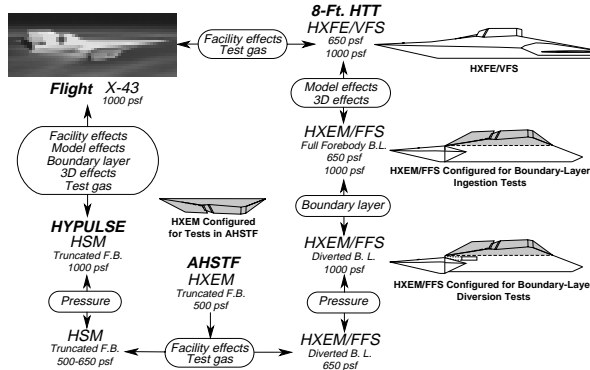 8-Ft. HTT
HXFE/VFS
650 psf
1000 psf
Facility effects
Test gas
HXFE/VFS
Flight X-43
1000 psf
Model effects
3D effects
Facility effects
Model effects
Boundary layer
3D effects
Test gas
HXEM/FFS
Full Forebody B.L.
650 psf
1000 psf
HXEM/FFS Configured for Boundary-Layer
Ingestion Tests
HXEM Configured
for Tests in AHSTF
Boundary layer
HYPULSE
HSM
Truncated F.B.
1000 psf
AHSTF
HXEM
Truncated F.B.
500 psf
HXEM/FFS
Diverted B. L.
1000 psf
HXEM/FFS Configured for Boundary-Laye
Diversion Tests
Pressure
Pressure
HSM
Truncated F.B.
500-650 psf
Facility effects
Test gas
HXEM/FFS
Diverted B. L.
650 psf